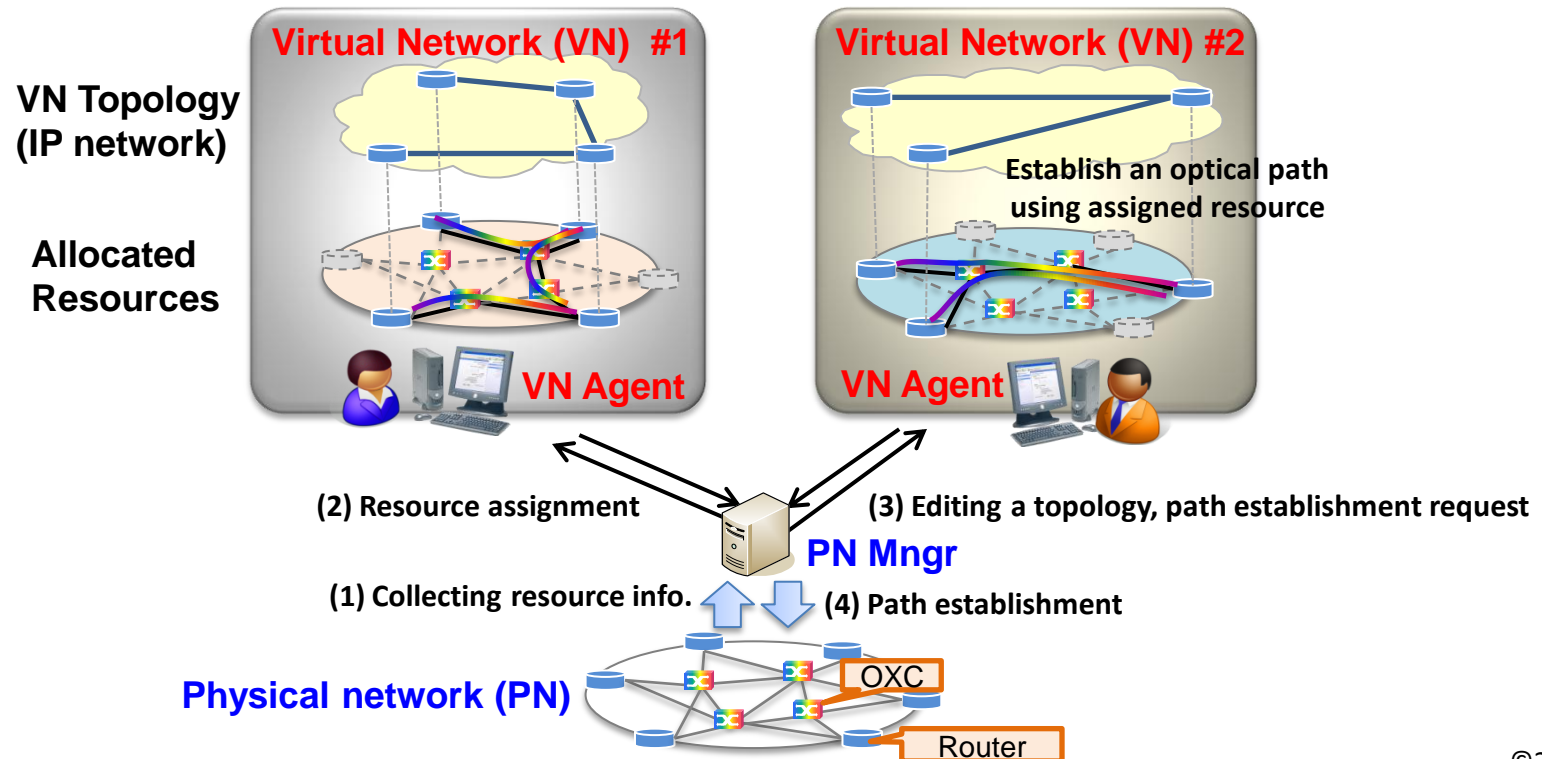 Virtual Network (VN) #1
Virtual Network (VN) #2
VN Topology
(IP network)
Establish an optical path
using assigned resource
Allocated
Resources
VN Agent
VN Agent
(2) Resource assignment
(3) Editing a topology, path establishment request
PN Mngr
(1) Collecting resource info.
(4) Path establishment
OXC
Physical network (PN)
Router